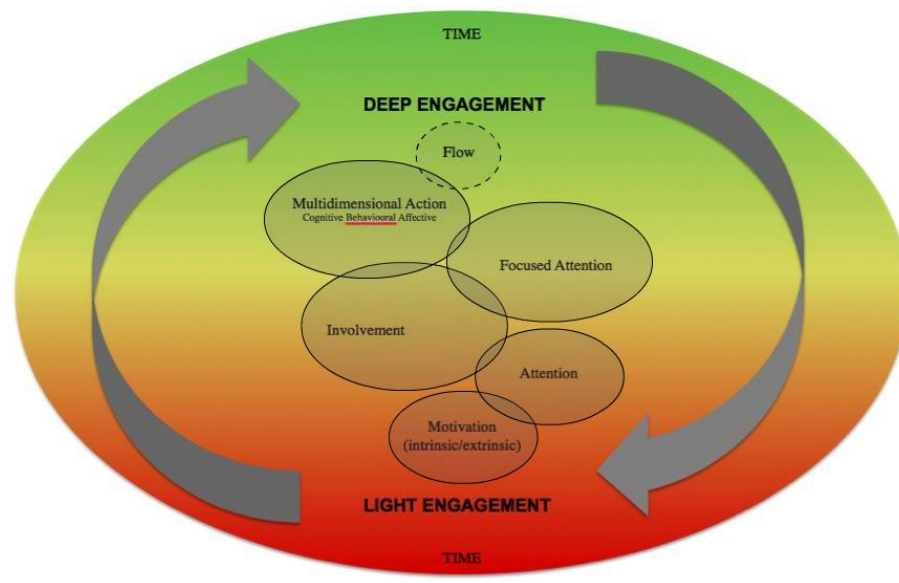 TIME
DEEP ENGAGEMENT
Flow
Multidimensional Action
Cognitive Behavioural Affective
Focused Attention
Involvement
Attention
Motivation
(intrinsic/extrinsic)
LIGHT ENGAGEMENT
TIME